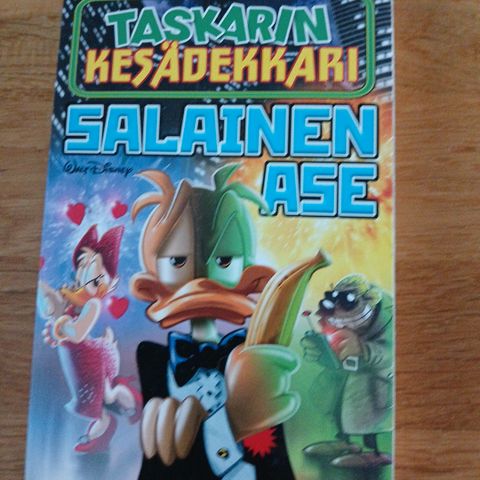 TASKARIN
KESÄDEKKARI
SALAINEN
ASE
Walt Disney